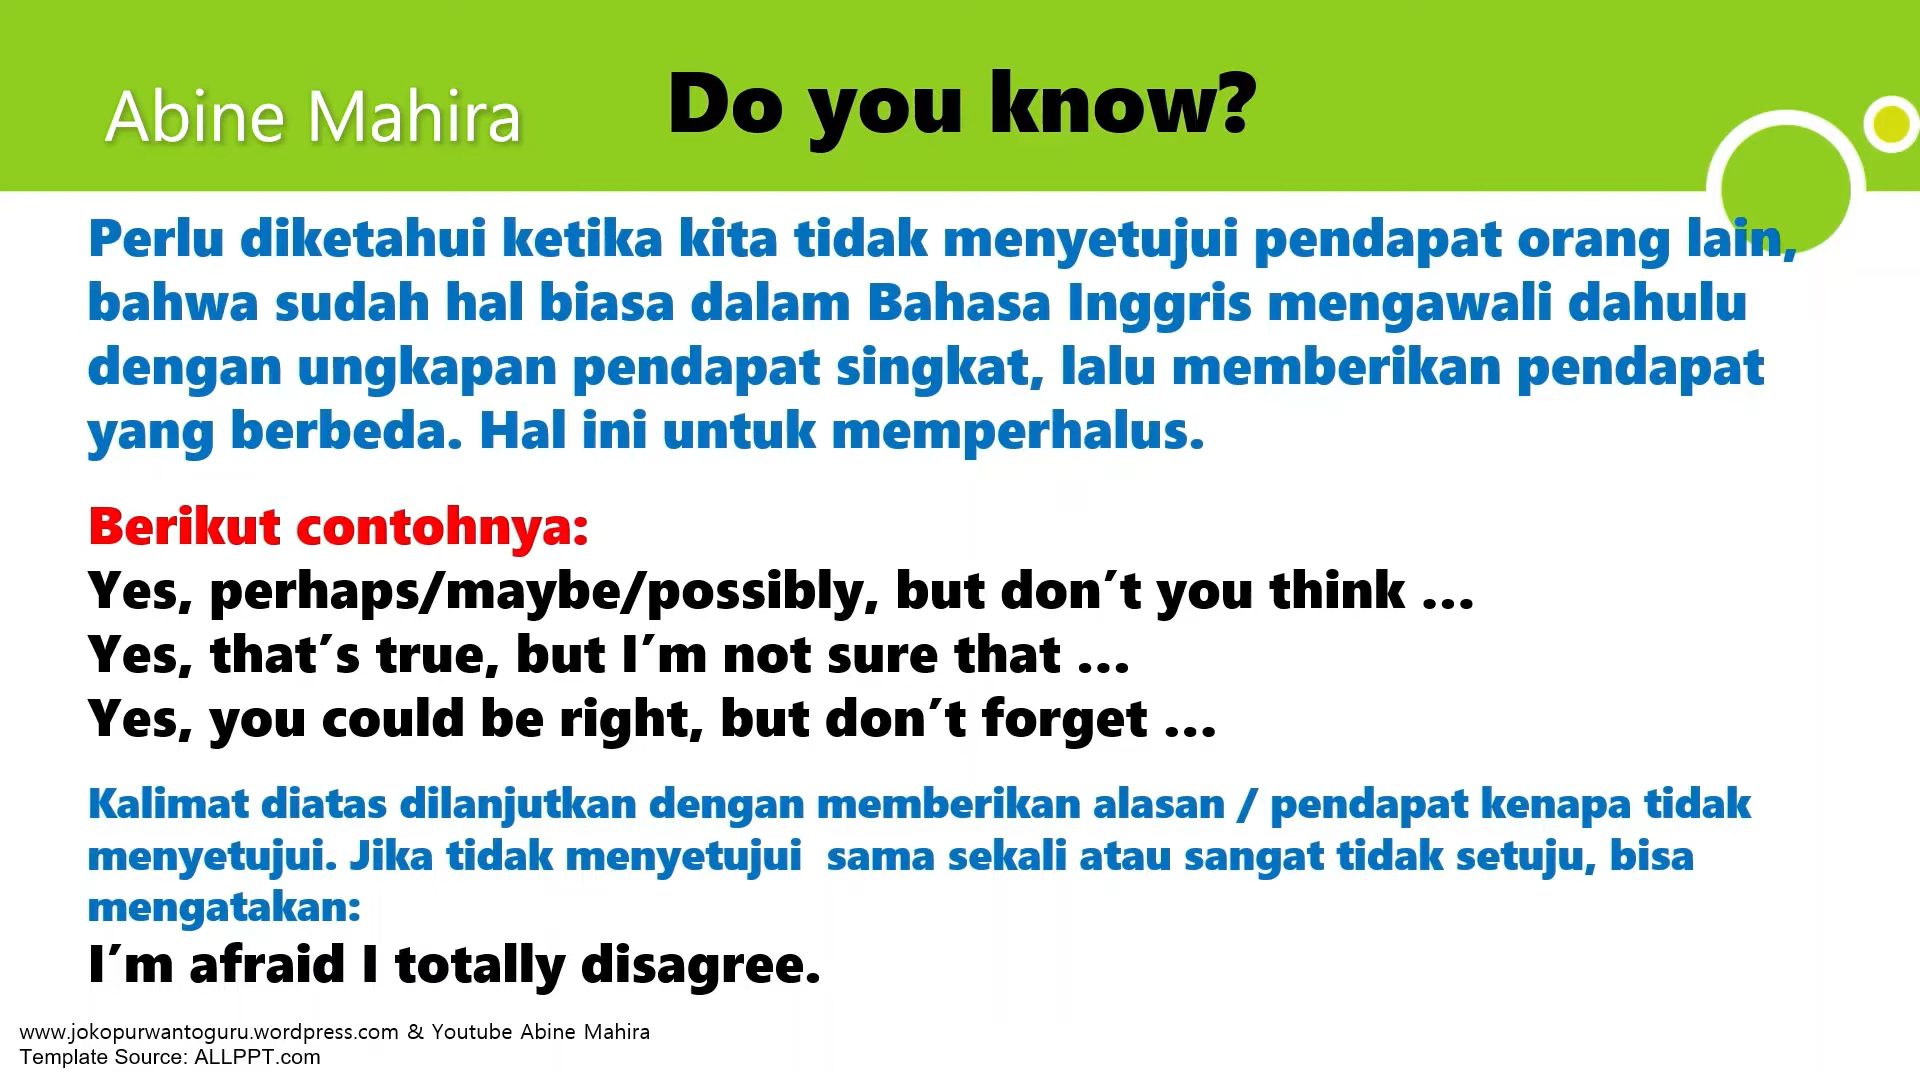 Abine Mahira
Do you know?
Perlu diketahui ketika kita tidak menyetujui pendapat orang lain,
bahwa sudah hal biasa dalam Bahasa Inggris mengawali dahulu
dengan ungkapan pendapat singkat, lalu memberikan pendapat
yang berbeda. Hal ini untuk memperhalus.
Berikut contohnya:
Yes, perhaps/maybe/possibly, but don’t you think ...
Yes, that’s true, but I’m not sure that ...
Yes, you could be right, but don’t forget ...
Kalimat diatas dilanjutkan dengan memberikan alasan / pendapat kenapa tidak
menyetujui. Jika tidak menyetujui  sama sekali atau sangat tidak setuju, bisa
mengatakan:
I’m afraid I totally disagree.
www.jokopurwantoguru.wordpress.com & Youtube Abine Mahira
Template Source: ALLPPT.com